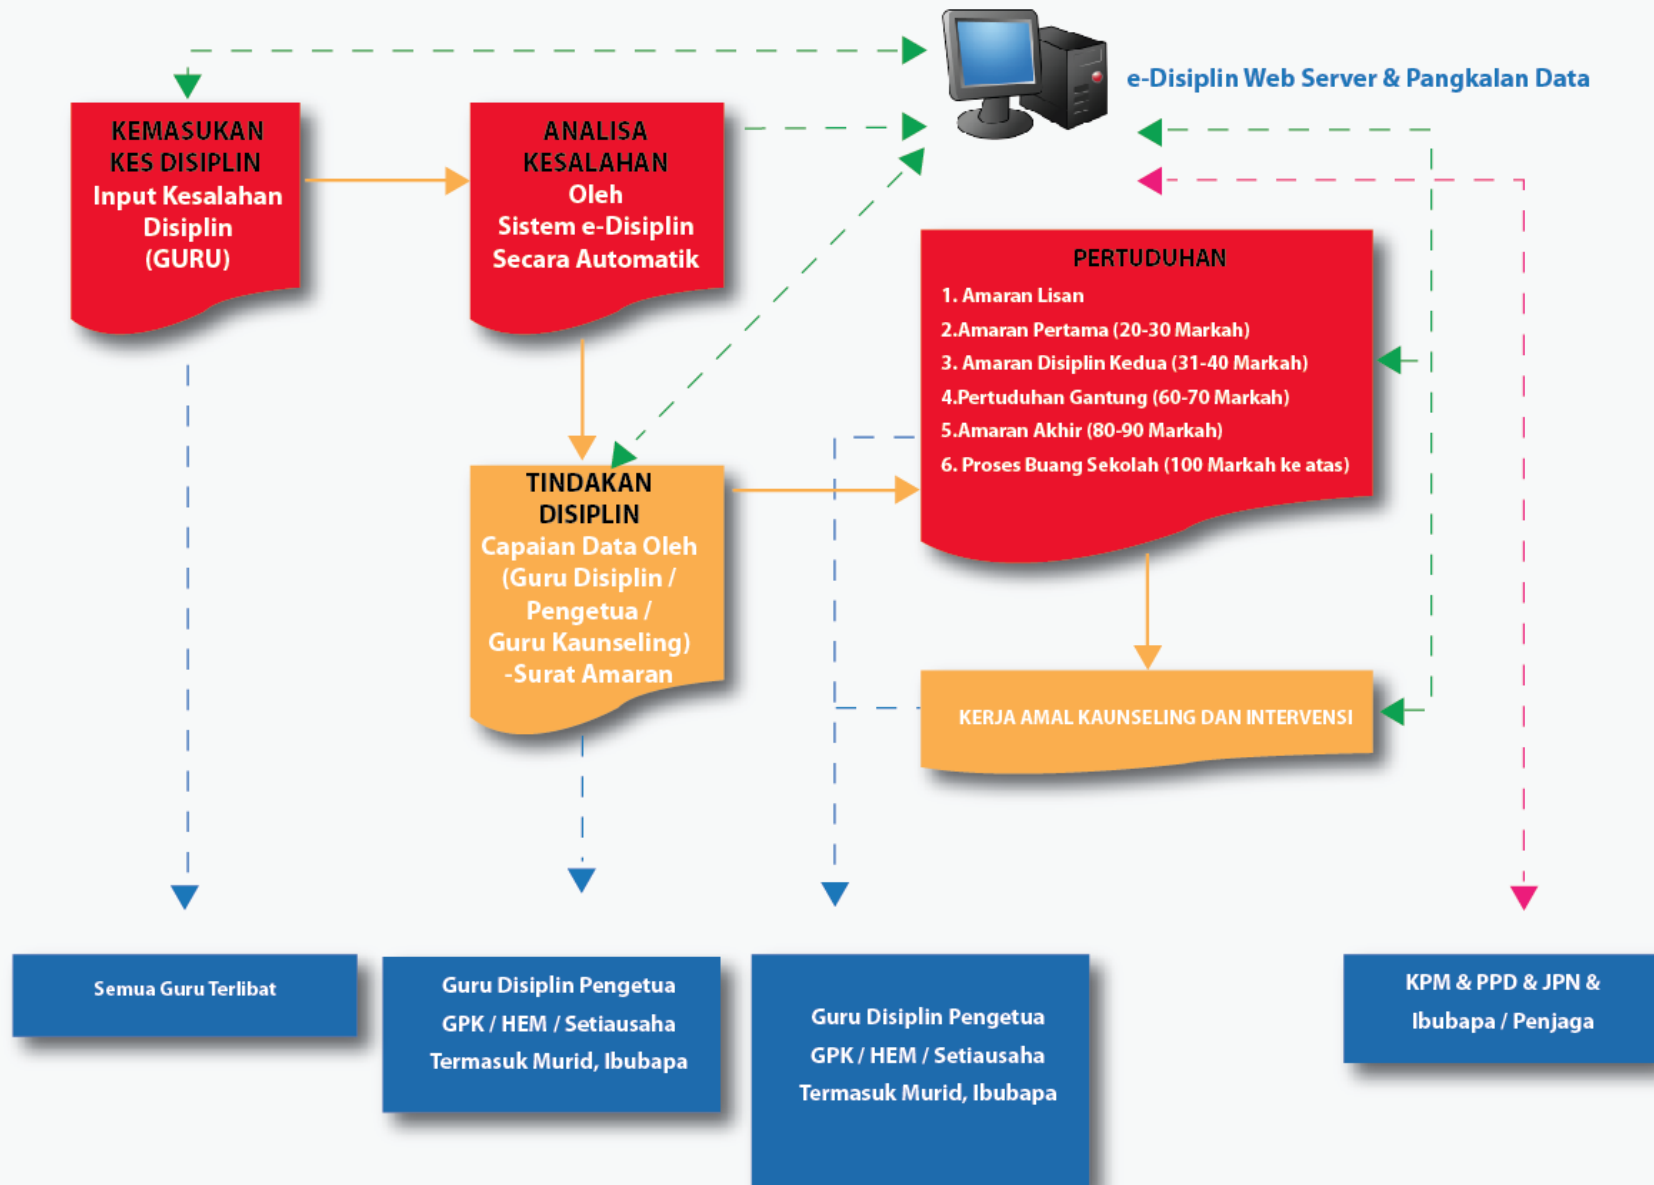 e-Disiplin Web Server & Pangkalan Data
KEMASUKAN
KES DISIPLIN
Input Kesalahan
Disiplin
(GURU)
ANALISA
KESALAHAN
Oleh
Sistem e-Disiplin
Secara Automatik
PERTUDUHAN
1. Amaran Lisan
2.Amaran Pertama (20-30 Markah)
3. Amaran Disiplin Kedua (31-40 Markah)
4.Pertuduhan Gantung (60-70 Markah)
5.Amaran Akhir (80-90 Markah)
6. Proses Buang Sekolah (100 Markah ke atas)
TINDAKAN
DISIPLIN
Capaian Data Oleh
(Guru Disiplin /
Pengetua /
Guru Kaunseling)
-Surat Amaran
KERJA AMAL KAUNSELING DAN INTERVENSI
Semua Guru Terlibat
Guru Disiplin Pengetua
GPK / HEM / Setiausaha
Termasuk Murid, Ibubapa
Guru Disiplin Pengetua
GPK / HEM / Setiausaha
Termasuk Murid, Ibubapa
KPM & PPD & JPN &
Ibubapa / Penjaga